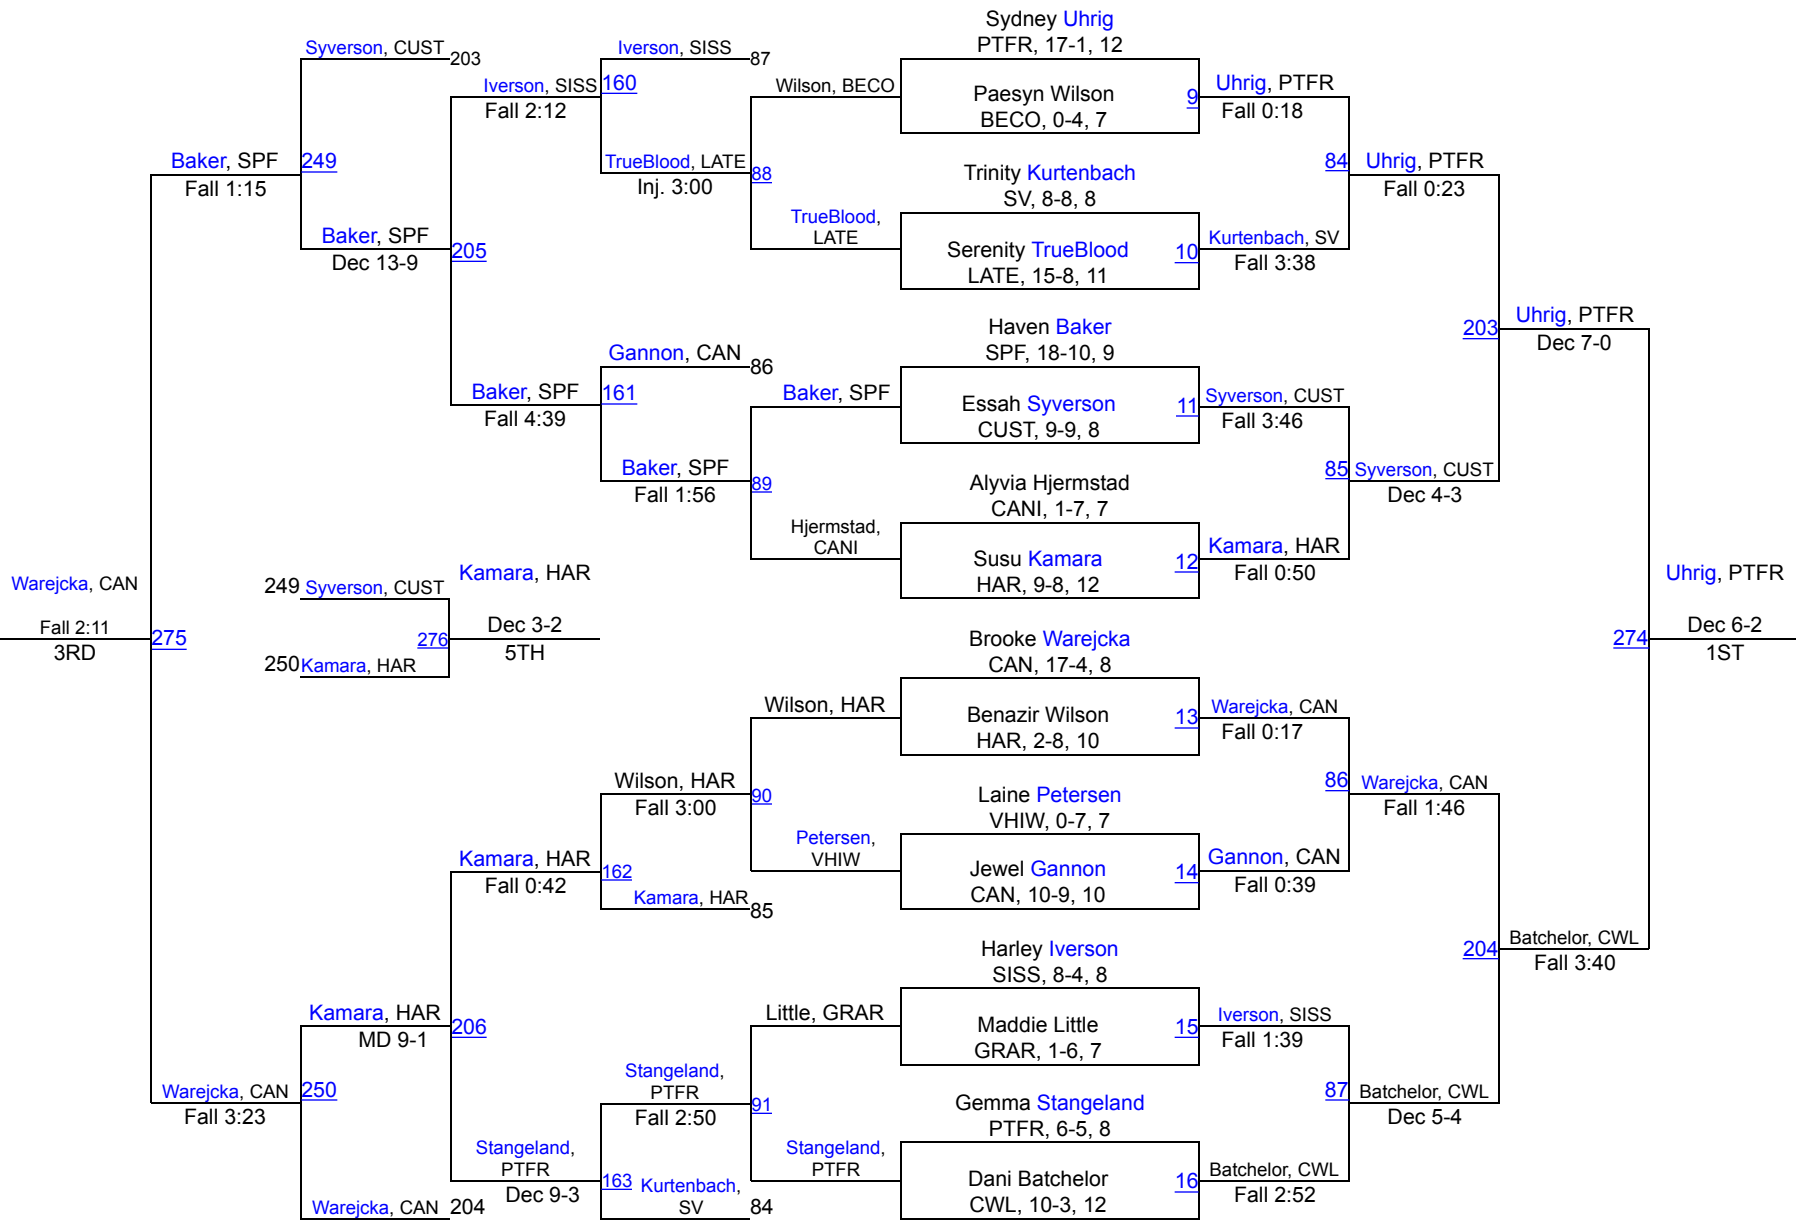 Sydney Uhrig
PTFR, 17-1, 12
Paesyn Wilson
BECO, 0-4, 7
9
Trinity Kurtenbach
SV, 8-8, 8
Serenity TrueBlood
LATE, 15-8, 11
10
Haven Baker
SPF, 18-10, 9
Essah Syverson
CUST, 9-9, 8
11
Alyvia Hjermstad
CANI, 1-7, 7
Susu Kamara
HAR, 9-8, 12
12
Brooke Warejcka
CAN, 17-4, 8
Benazir Wilson
HAR, 2-8, 10
13
Laine Petersen
VHIW, 0-7, 7
Jewel Gannon
CAN, 10-9, 10
14
Harley Iverson
SISS, 8-4, 8
Maddie Little
GRAR, 1-6, 7
15
Gemma Stangeland
PTFR, 6-5, 8
Dani Batchelor
CWL, 10-3, 12
16
Uhrig, PTFR
Fall 0:18
84
Kurtenbach, SV
Fall 3:38
Syverson, CUST
Fall 3:46
85
Kamara, HAR
Fall 0:50
Warejcka, CAN
Fall 0:17
86
Gannon, CAN
Fall 0:39
Iverson, SISS
Fall 1:39
87
Batchelor, CWL
Fall 2:52
Uhrig, PTFR
Fall 0:23
203
Syverson, CUST
Dec 4-3
Warejcka, CAN
Fall 1:46
204
Batchelor, CWL
Dec 5-4
Uhrig, PTFR
Dec 7-0
274
Batchelor, CWL
Fall 3:40
Uhrig, PTFR
Dec 6-2
1ST
Wilson, BECO
88
TrueBlood,
LATE
Baker, SPF
89
Hjermstad,
CANI
Wilson, HAR
90
Petersen,
VHIW
Little, GRAR
91
Stangeland,
PTFR
Iverson, SISS
87
160
TrueBlood, LATE
Inj. 3:00
Gannon, CAN
86
161
Baker, SPF
Fall 1:56
Wilson, HAR
Fall 3:00
162
Kamara, HAR
85
Stangeland,
PTFR
Fall 2:50
163
Kurtenbach,
SV
84
Iverson, SISS
Fall 2:12
205
Baker, SPF
Fall 4:39
Kamara, HAR
Fall 0:42
206
Stangeland,
PTFR
Dec 9-3
Syverson, CUST
203
249
Baker, SPF
Dec 13-9
Kamara, HAR
MD 9-1
250
Warejcka, CAN
204
Baker, SPF
Fall 1:15
275
Warejcka, CAN
Fall 3:23
Warejcka, CAN
Fall 2:11
3RD
249
Syverson, CUST
276
250
Kamara, HAR
Kamara, HAR
Dec 3-2
5TH